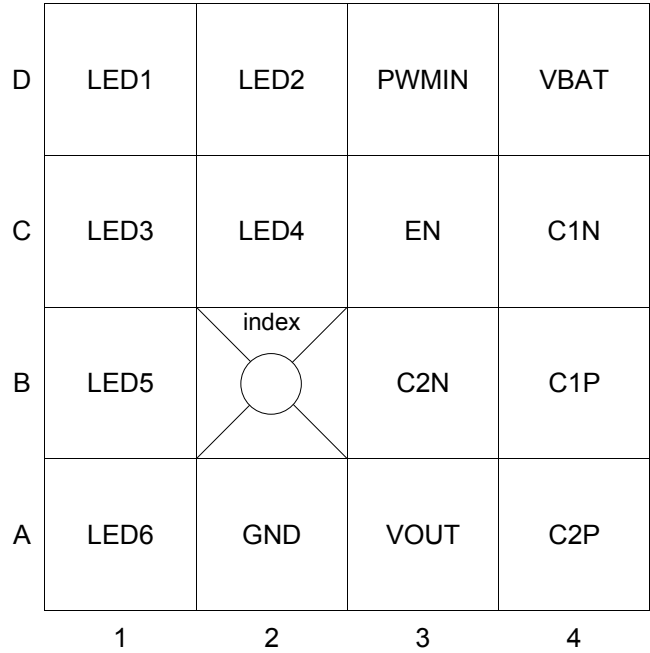 D LED1 LED2 PWMIN VBAT
C LED3 LED4 EN C1N
index
B LED5 C2N C1P
A LED6 GND VOUT C2P
1 2 3 4